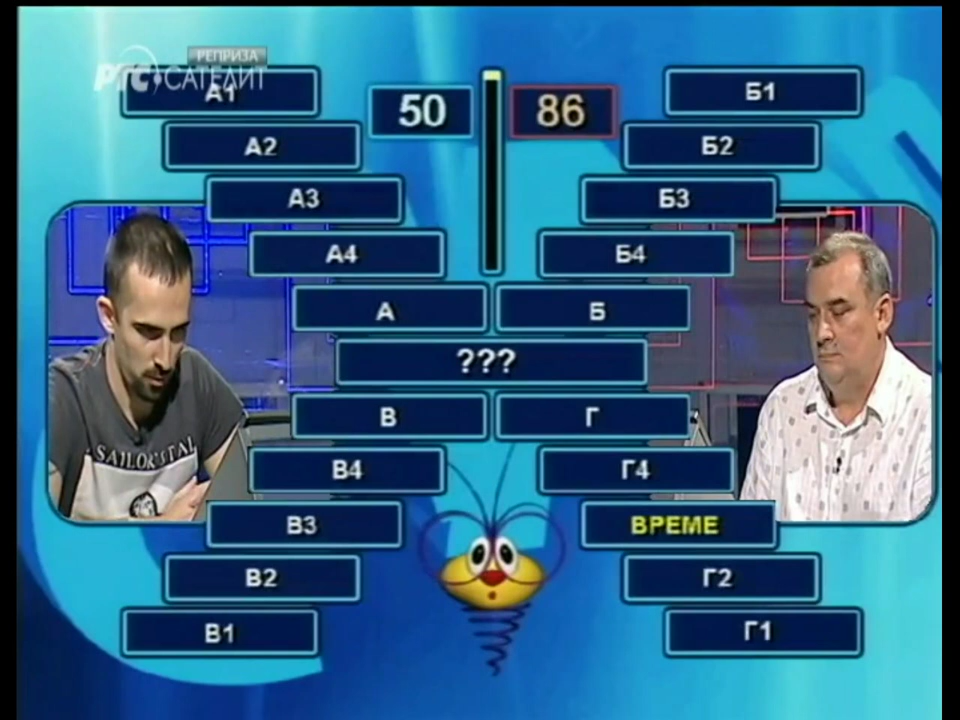 РЕПРИЗА
РТС САТЕЛИТ
А1
50
86
Б1
А2
Б2
А3
Б3
А4
Б4
А
Б
???
В
Г
SAILOR'S TAL
В4
Г4
В3
ВРЕМЕ
В2
Г2
В1
Г1